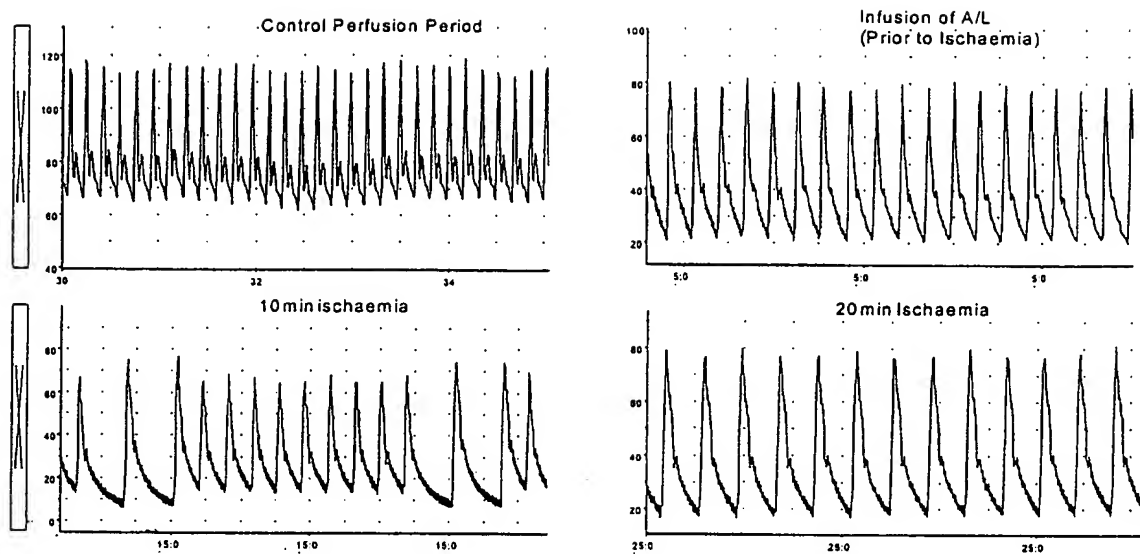 Control Perfusion Period
120
100
80
60
40
30 32 34
Infusion of A/L
(Prior to Ischaemia)
100
80
60
40
20
5:0 5:0 5:0
10min ischaemia
80
60
40
20
0
15:0 15:0 15:0
20min Ischaemia
80
60
40
20
25:0 25:0 25:0